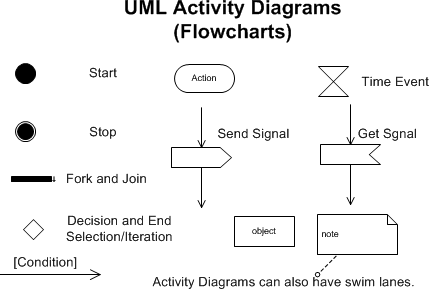 UML Activity Diagrams
(Flowcharts)
Start
Action
Time Event
Stop
Send Signal
Get Sgnal
Fork and Join
Decision and End
Selection/Iteration
object
note
[Condition]
Activity Diagrams can also have swim lanes.